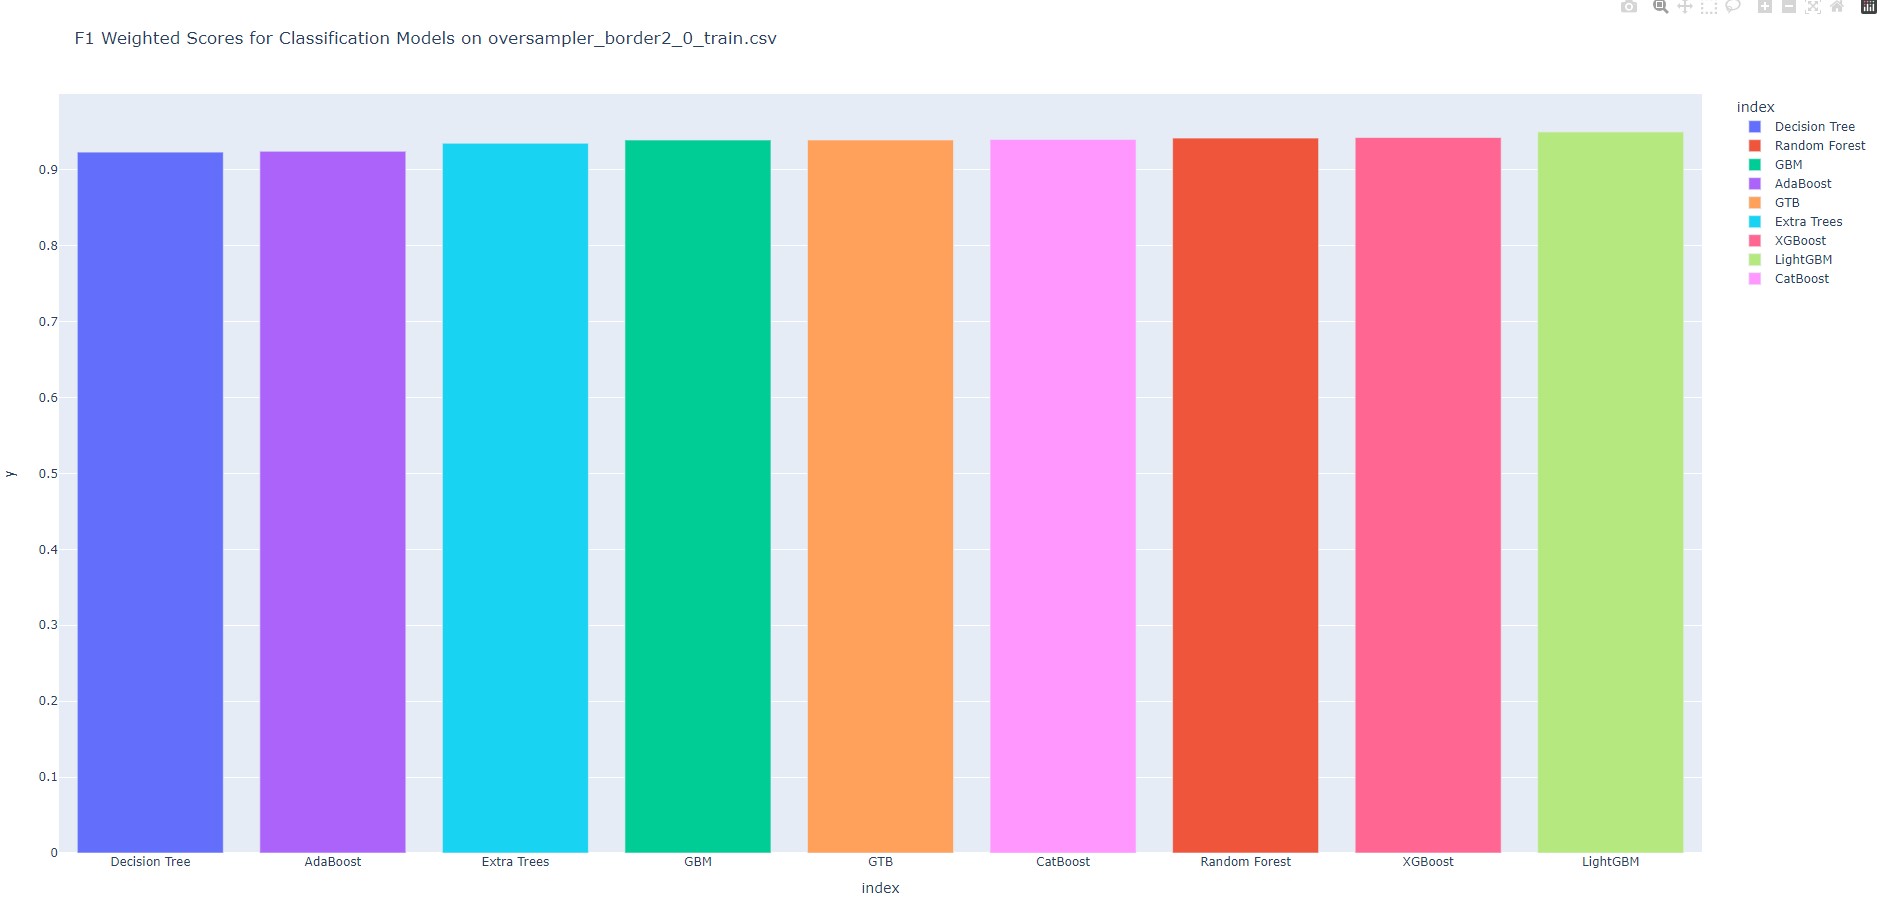 F1 Weighted Scores for Classification Models on oversampler_border2_0_train.csv
index
Decision Tree
Random Forest
GBM
AdaBoost
GTB
Extra Trees
XGBoost
LightGBM
CatBoost
y
0.9
0.8
0.7
0.6
0.5
0.4
0.3
0.2
0.1
0
Decision Tree AdaBoost Extra Trees GBM GTB CatBoost Random Forest XGBoost LightGBM
index